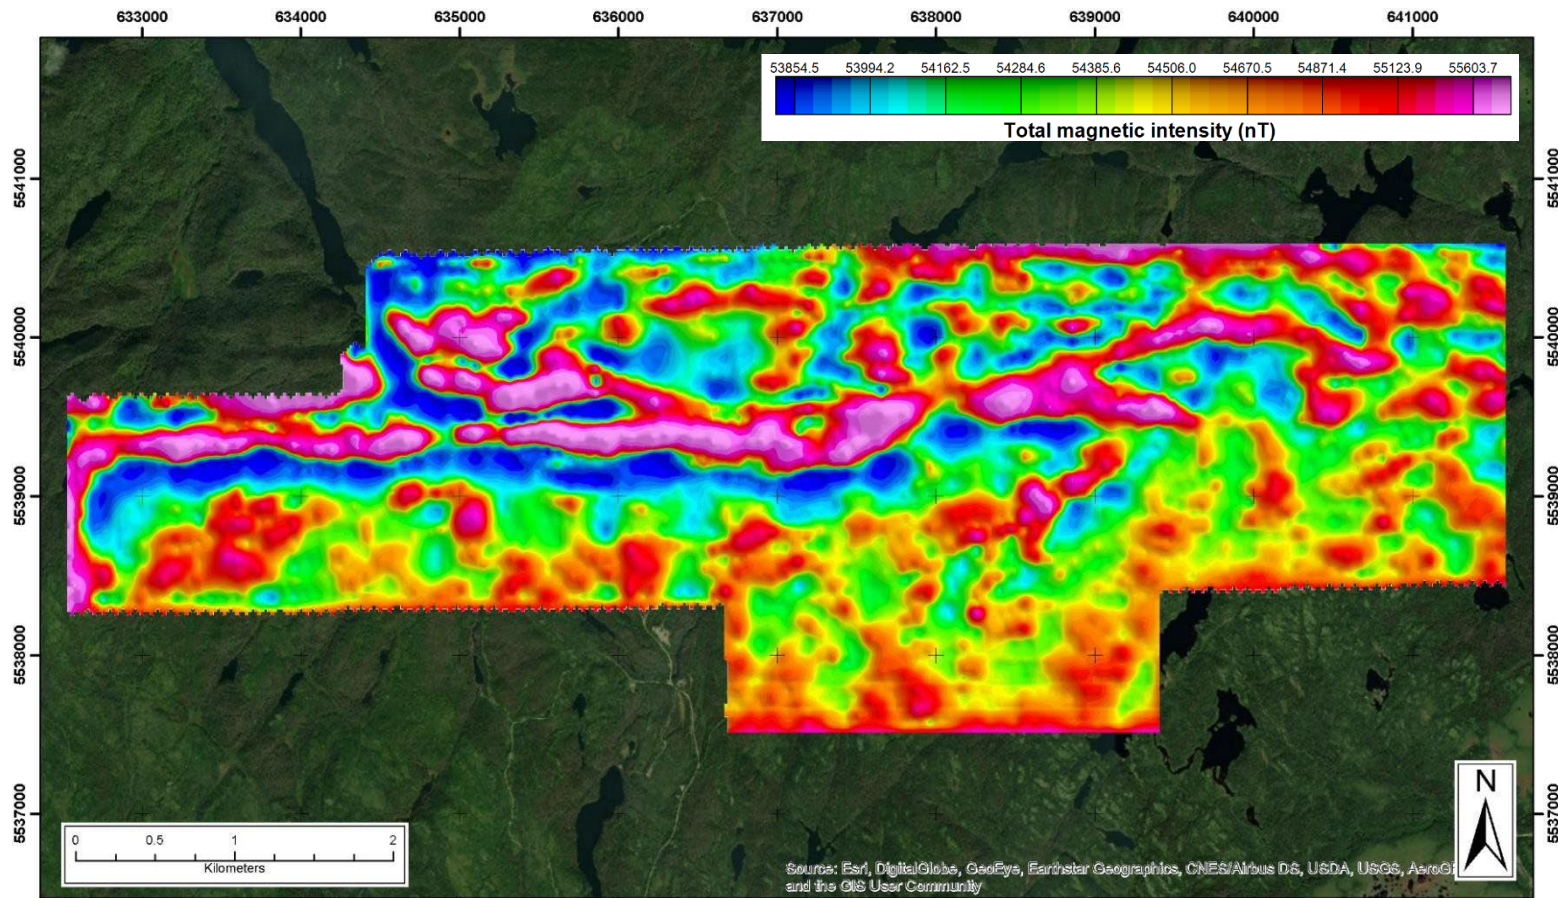 633000 634000 635000 636000 637000 638000 639000 640000 641000
53854.5 53994.2 54162.5 54284.6 54385.6 54506.0 54670.5 54871.4 55123.9 55603.7
Total magnetic intensity (nT)
5541000 5541000
5540000 5540000
5539000 5539000
5538000 5538000
5537000 5537000
N
0 0.5 1 2
Kilometers
Source: Esri, DigitalGlobe, GeoEye, Earthstar Geographics, CNES/Airbus DS, USDA, USGS,
and the GIS User Community